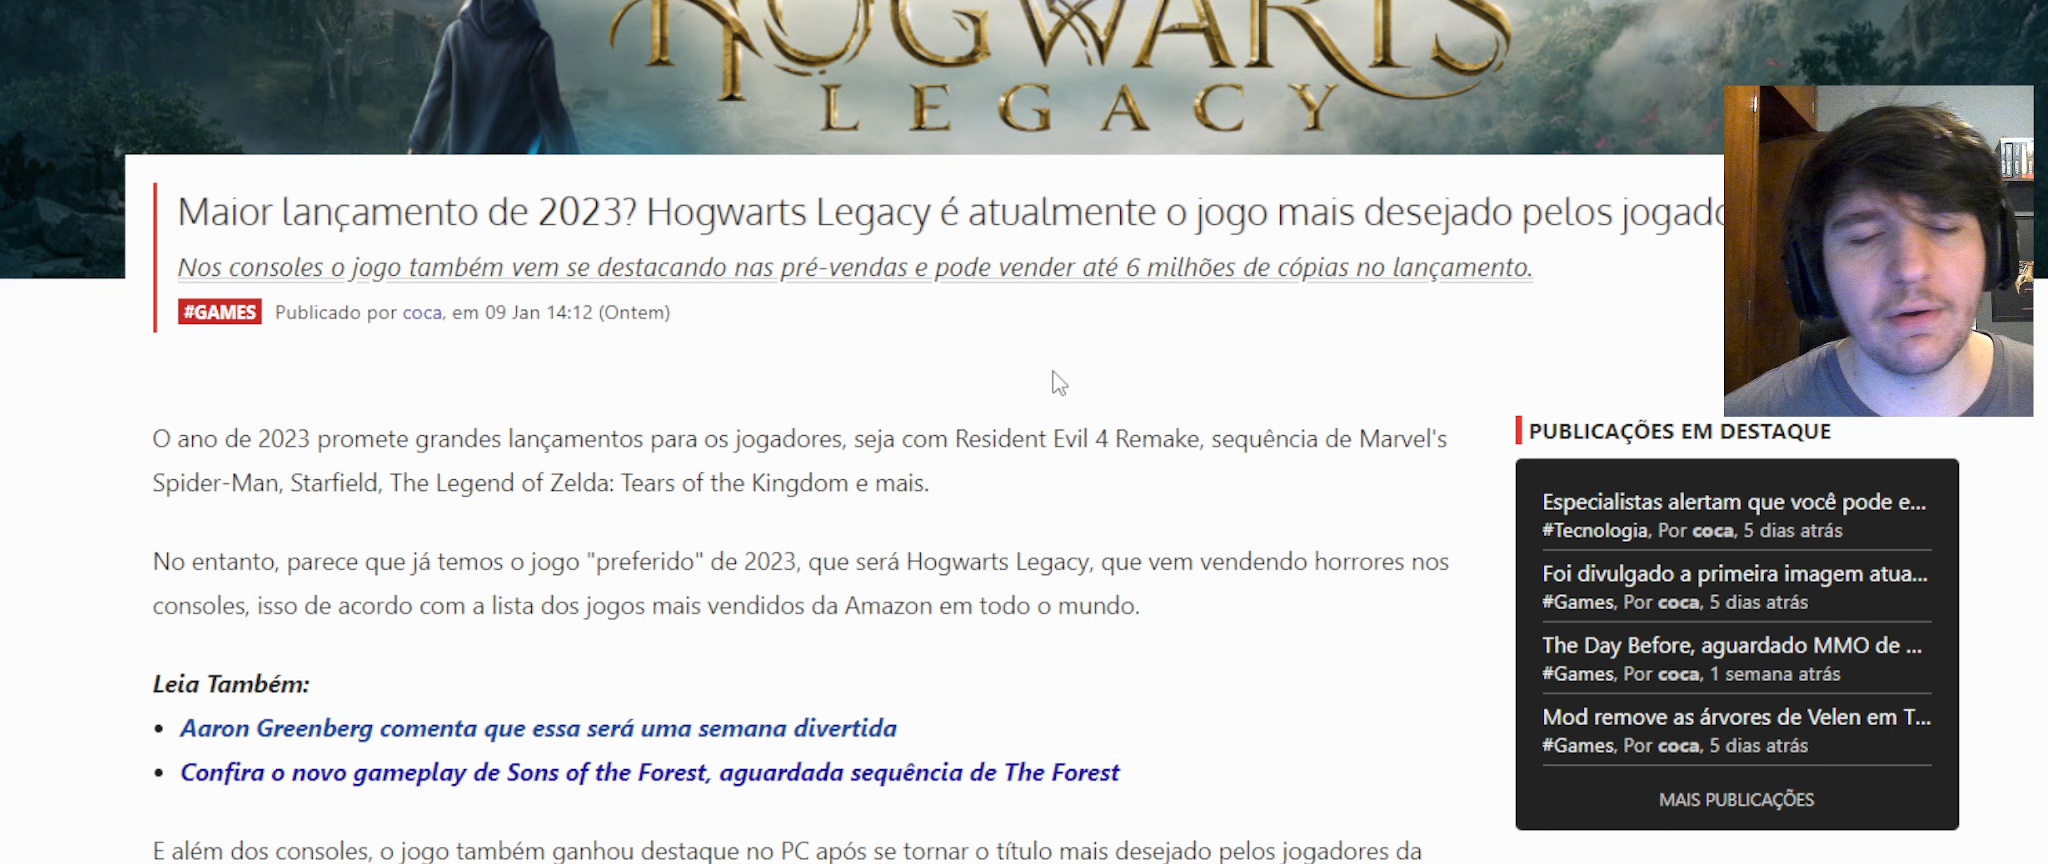 HOGWARTS
LEGACY
Maior lançamento de 2023? Hogwarts Legacy é atualmente o jogo mais desejado pelos
Nos consoles o jogo também vem se destacando nas pré-vendas e pode vender até 6 milhões de cópias no lançamento.
#GAMES Publicado por coca, em 09 Jan 14:12 (Ontem)
O ano de 2023 promete grandes lançamentos para os jogadores, seja com Resident Evil 4 Remake, sequência de Marvel's
Spider-Man, Starfield, The Legend of Zelda: Tears of the Kingdom e mais.
No entanto, parece que já temos o jogo "preferido" de 2023, que será Hogwarts Legacy, que vem vendendo horrores nos
consoles, isso de acordo com a lista dos jogos mais vendidos da Amazon em todo o mundo.
Leia Também:
• Aaron Greenberg comenta que essa será uma semana divertida
• Confira o novo gameplay de Sons of the Forest, aguardada sequência de The Forest
E além dos consoles, o jogo também ganhou destaque no PC após se tornar o título mais desejado pelos jogadores da
PUBLICAÇÕES EM DESTAQUE
Especialistas alertam que você pode e...
#Tecnologia, Por coca, 5 dias atrás
Foi divulgado a primeira imagem atua...
#Games, Por coca, 5 dias atrás
The Day Before, aguardado MMO de ...
#Games, Por coca, 1 semana atrás
Mod remove as árvores de Velen em T...
#Games, Por coca, 5 dias atrás
MAIS PUBLICAÇÕES